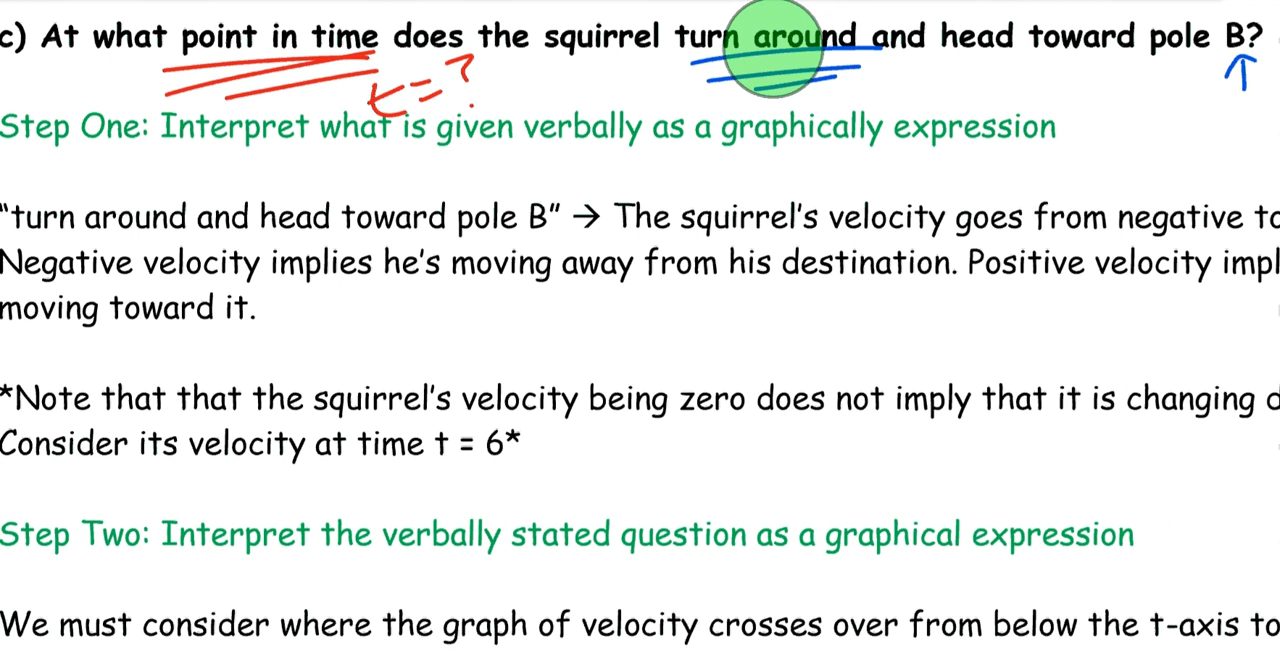 c) At what point in time does the squirrel turn around and head toward pole B?
t = ?
Step One: Interpret what is given verbally as a graphically expression
"turn around and head toward pole B" → The squirrel's velocity goes from negative to
Negative velocity implies he's moving away from his destination. Positive velocity impl
moving toward it.
*Note that that the squirrel's velocity being zero does not imply that it is changing d
Consider its velocity at time t = 6*
Step Two: Interpret the verbally stated question as a graphical expression
We must consider where the graph of velocity crosses over from below the t-axis to